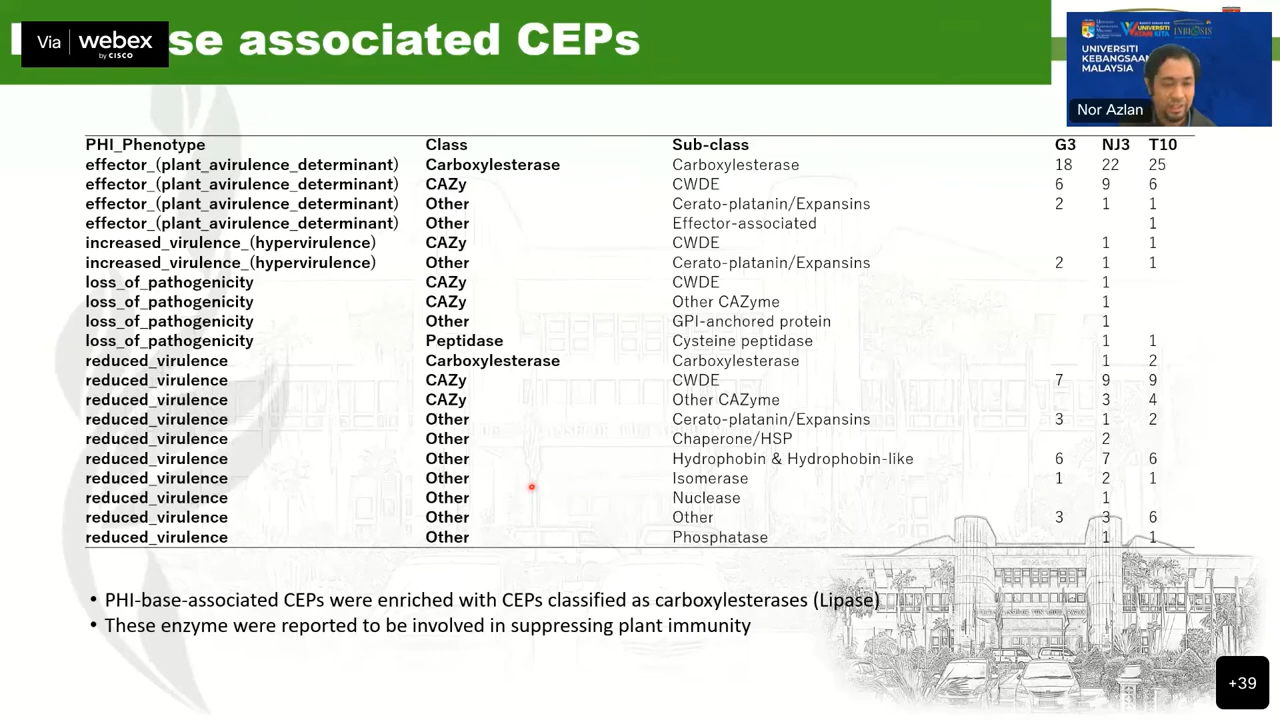 Via webex
by CISCO
se associated CEPs
UNIVERSITI
KEBANGSAAN
MALAYSIA
Nor Azlan
PHI_Phenotype Class Sub-class G3 NJ3 T10
effector_(plant_avirulence_determinant) Carboxylesterase Carboxylesterase 18 22 25
effector_(plant_avirulence_determinant) CAZy CWDE 6 9 6
effector_(plant_avirulence_determinant) Other Cerato-platanin/Expansins 2 1 1
effector_(plant_avirulence_determinant) Other Effector-associated 1
increased_virulence_(hypervirulence) CAZy CWDE 1 1
increased_virulence_(hypervirulence) Other Cerato-platanin/Expansins 2 1 1
loss_of_pathogenicity CAZy CWDE 1
loss_of_pathogenicity CAZy Other CAZyme 1
loss_of_pathogenicity Other GPI-anchored protein 1
loss_of_pathogenicity Peptidase Cysteine peptidase 1 1
reduced_virulence Carboxylesterase Carboxylesterase 1 2
reduced_virulence CAZy CWDE 7 9 9
reduced_virulence CAZy Other CAZyme 3 4
reduced_virulence Other Cerato-platanin/Expansins 3 1 2
reduced_virulence Other Chaperone/HSP 2
reduced_virulence Other Hydrophobin & Hydrophobin-like 6 7 6
reduced_virulence Other Isomerase 1 2 1
reduced_virulence Other Nuclease 1
reduced_virulence Other Other 3 3 6
reduced_virulence Other Phosphatase 1 1
• PHI-base-associated CEPs were enriched with CEPs classified as carboxylesterases (Lipase)
• These enzyme were reported to be involved in suppressing plant immunity
+39